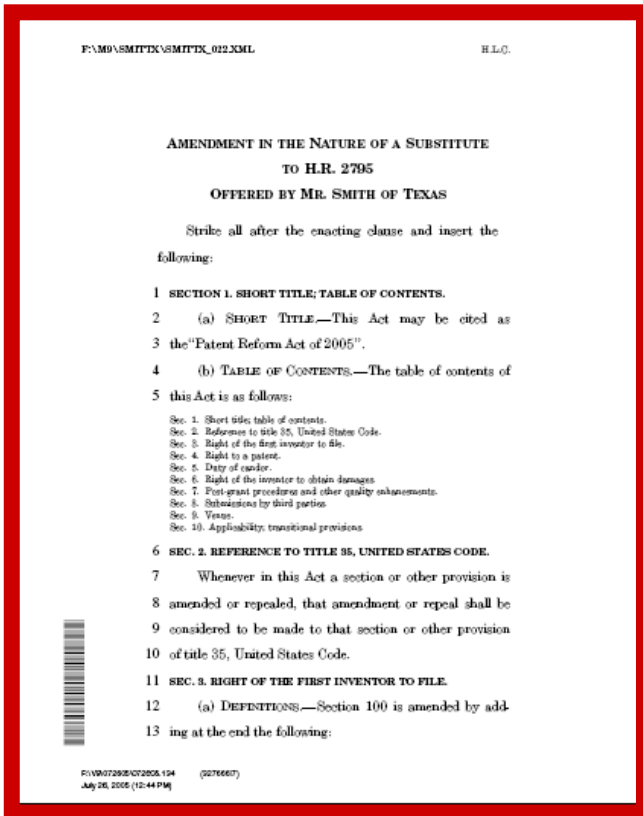 F:\M9\SMITTX\SMITTX_022.XML H.L.C.
AMENDMENT IN THE NATURE OF A SUBSTITUTE
TO H.R. 2795
OFFERED BY MR. SMITH OF TEXAS
Strike all after the enacting clause and insert the
following:
1 SECTION 1. SHORT TITLE; TABLE OF CONTENTS.
2 (a) SHORT TITLE.—This Act may be cited as
3 the“Patent Reform Act of 2005”.
4 (b) TABLE OF CONTENTS.—The table of contents of
5 this Act is as follows:
Sec. 1. Short title; table of contents.
Sec. 2. Reference to title 35, United States Code.
Sec. 3. Right of the first inventor to file.
Sec. 4. Right to a patent.
Sec. 5. Duty of candor.
Sec. 6. Right of the inventor to obtain damages.
Sec. 7. Post-grant procedures and other quality enhancements.
Sec. 8. Submissions by third parties.
Sec. 9. Venue.
Sec. 10. Applicability; transitional provisions.
6 SEC. 2. REFERENCE TO TITLE 35, UNITED STATES CODE.
7 Whenever in this Act a section or other provision is
8 amended or repealed, that amendment or repeal shall be
9 considered to be made to that section or other provision
10 of title 35, United States Code.
11 SEC. 3. RIGHT OF THE FIRST INVENTOR TO FILE.
12 (a) DEFINITIONS.—Section 100 is amended by add-
13 ing at the end the following:
F:\V9\072605\072605.134 (327666|7)
July 26, 2005 (12:44 PM)